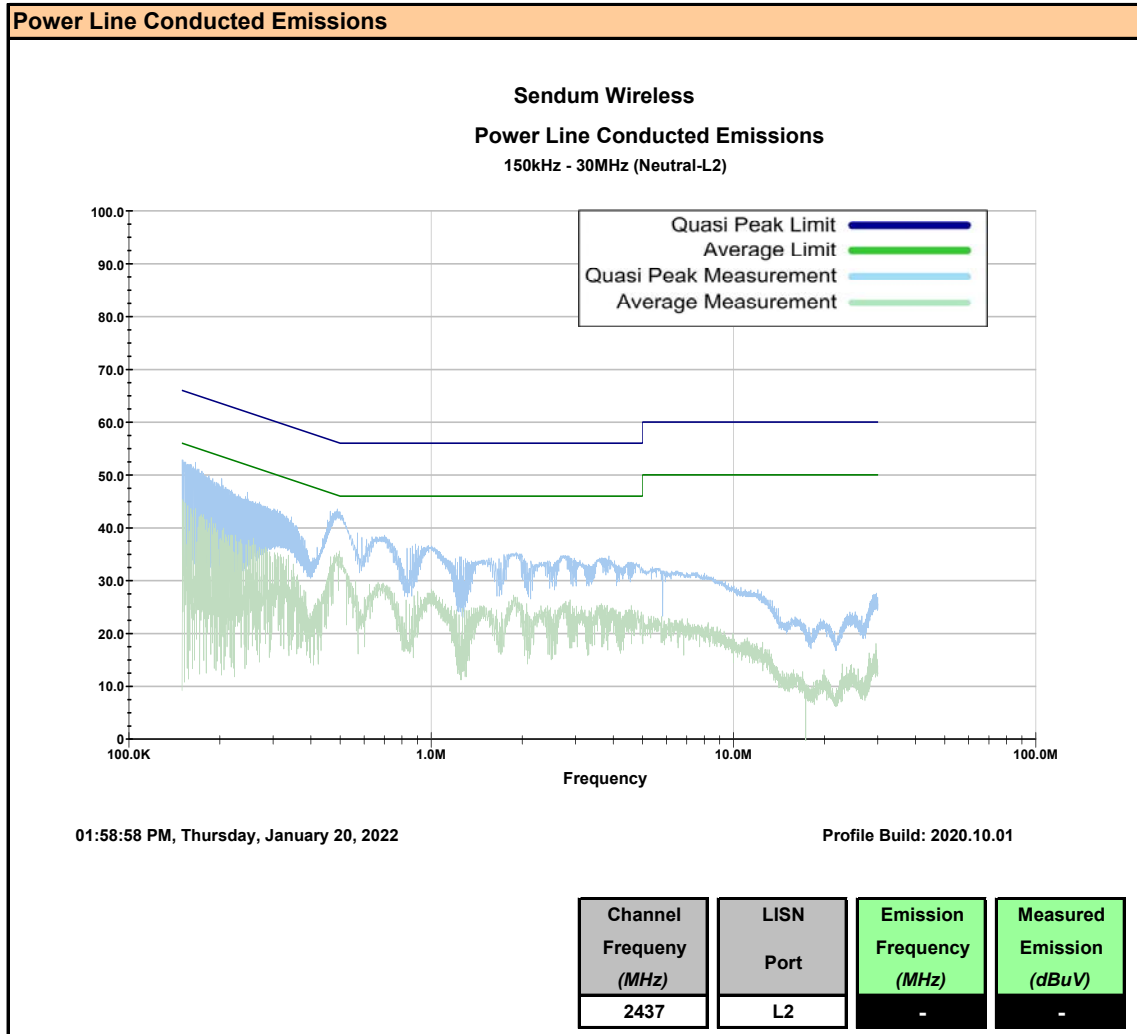 Power Line Conducted Emissions
Sendum Wireless
Power Line Conducted Emissions
150kHz - 30MHz (Neutral-L2)
100.0
90.0
80.0
70.0
60.0
50.0
40.0
30.0
20.0
10.0
0
Quasi Peak Limit
Average Limit
Quasi Peak Measurement
Average Measurement
100.0K
1.0M
10.0M
100.0M
Frequency
01:58:58 PM, Thursday, January 20, 2022
Profile Build: 2020.10.01
Channel Frequeny (MHz)
LISN Port
Emission Frequency (MHz)
Measured Emission (dBuV)
2437
L2
-
-